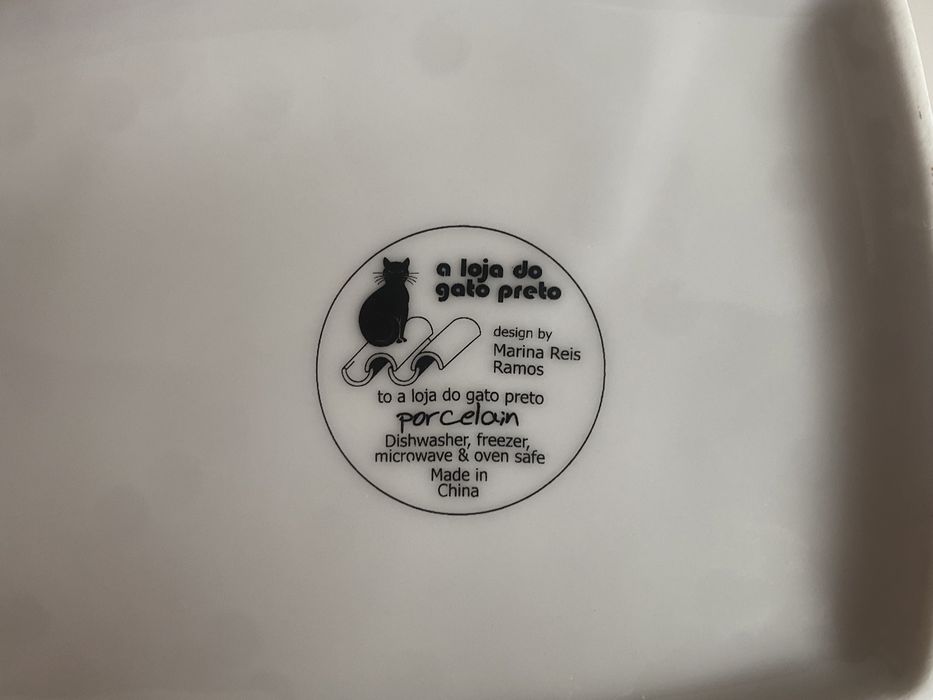 a loja do
gato preto
design by
Marina Reis
Ramos
to a loja do gato preto
porcelain
Dishwasher, freezer,
microwave & oven safe
Made in
China